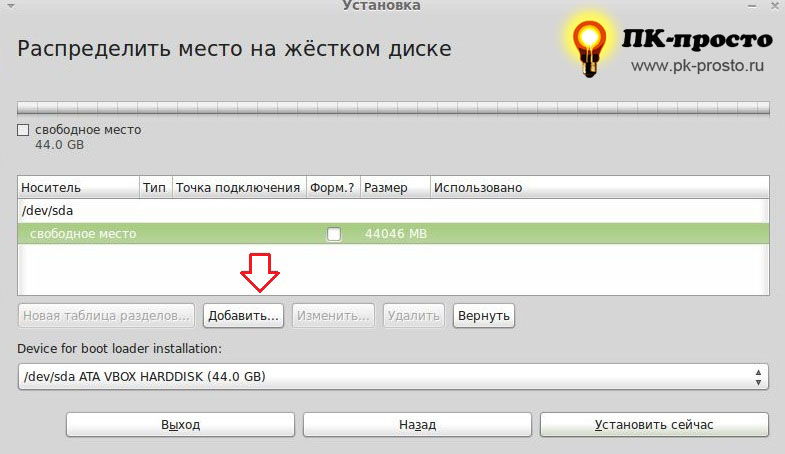 Установка
Распределить место на жёстком диске
ПК-просто
www.pk-prosto.ru
свободное место
44.0 GB
Носитель Тип Точка подключения Форм.? Размер Использовано
/dev/sda
свободное место 44046 MB
Новая таблица разделов... Добавить... Изменить... Удалить Вернуть
Device for boot loader installation:
/dev/sda ATA VBOX HARDDISK (44.0 GB)
Выход Назад Установить сейчас